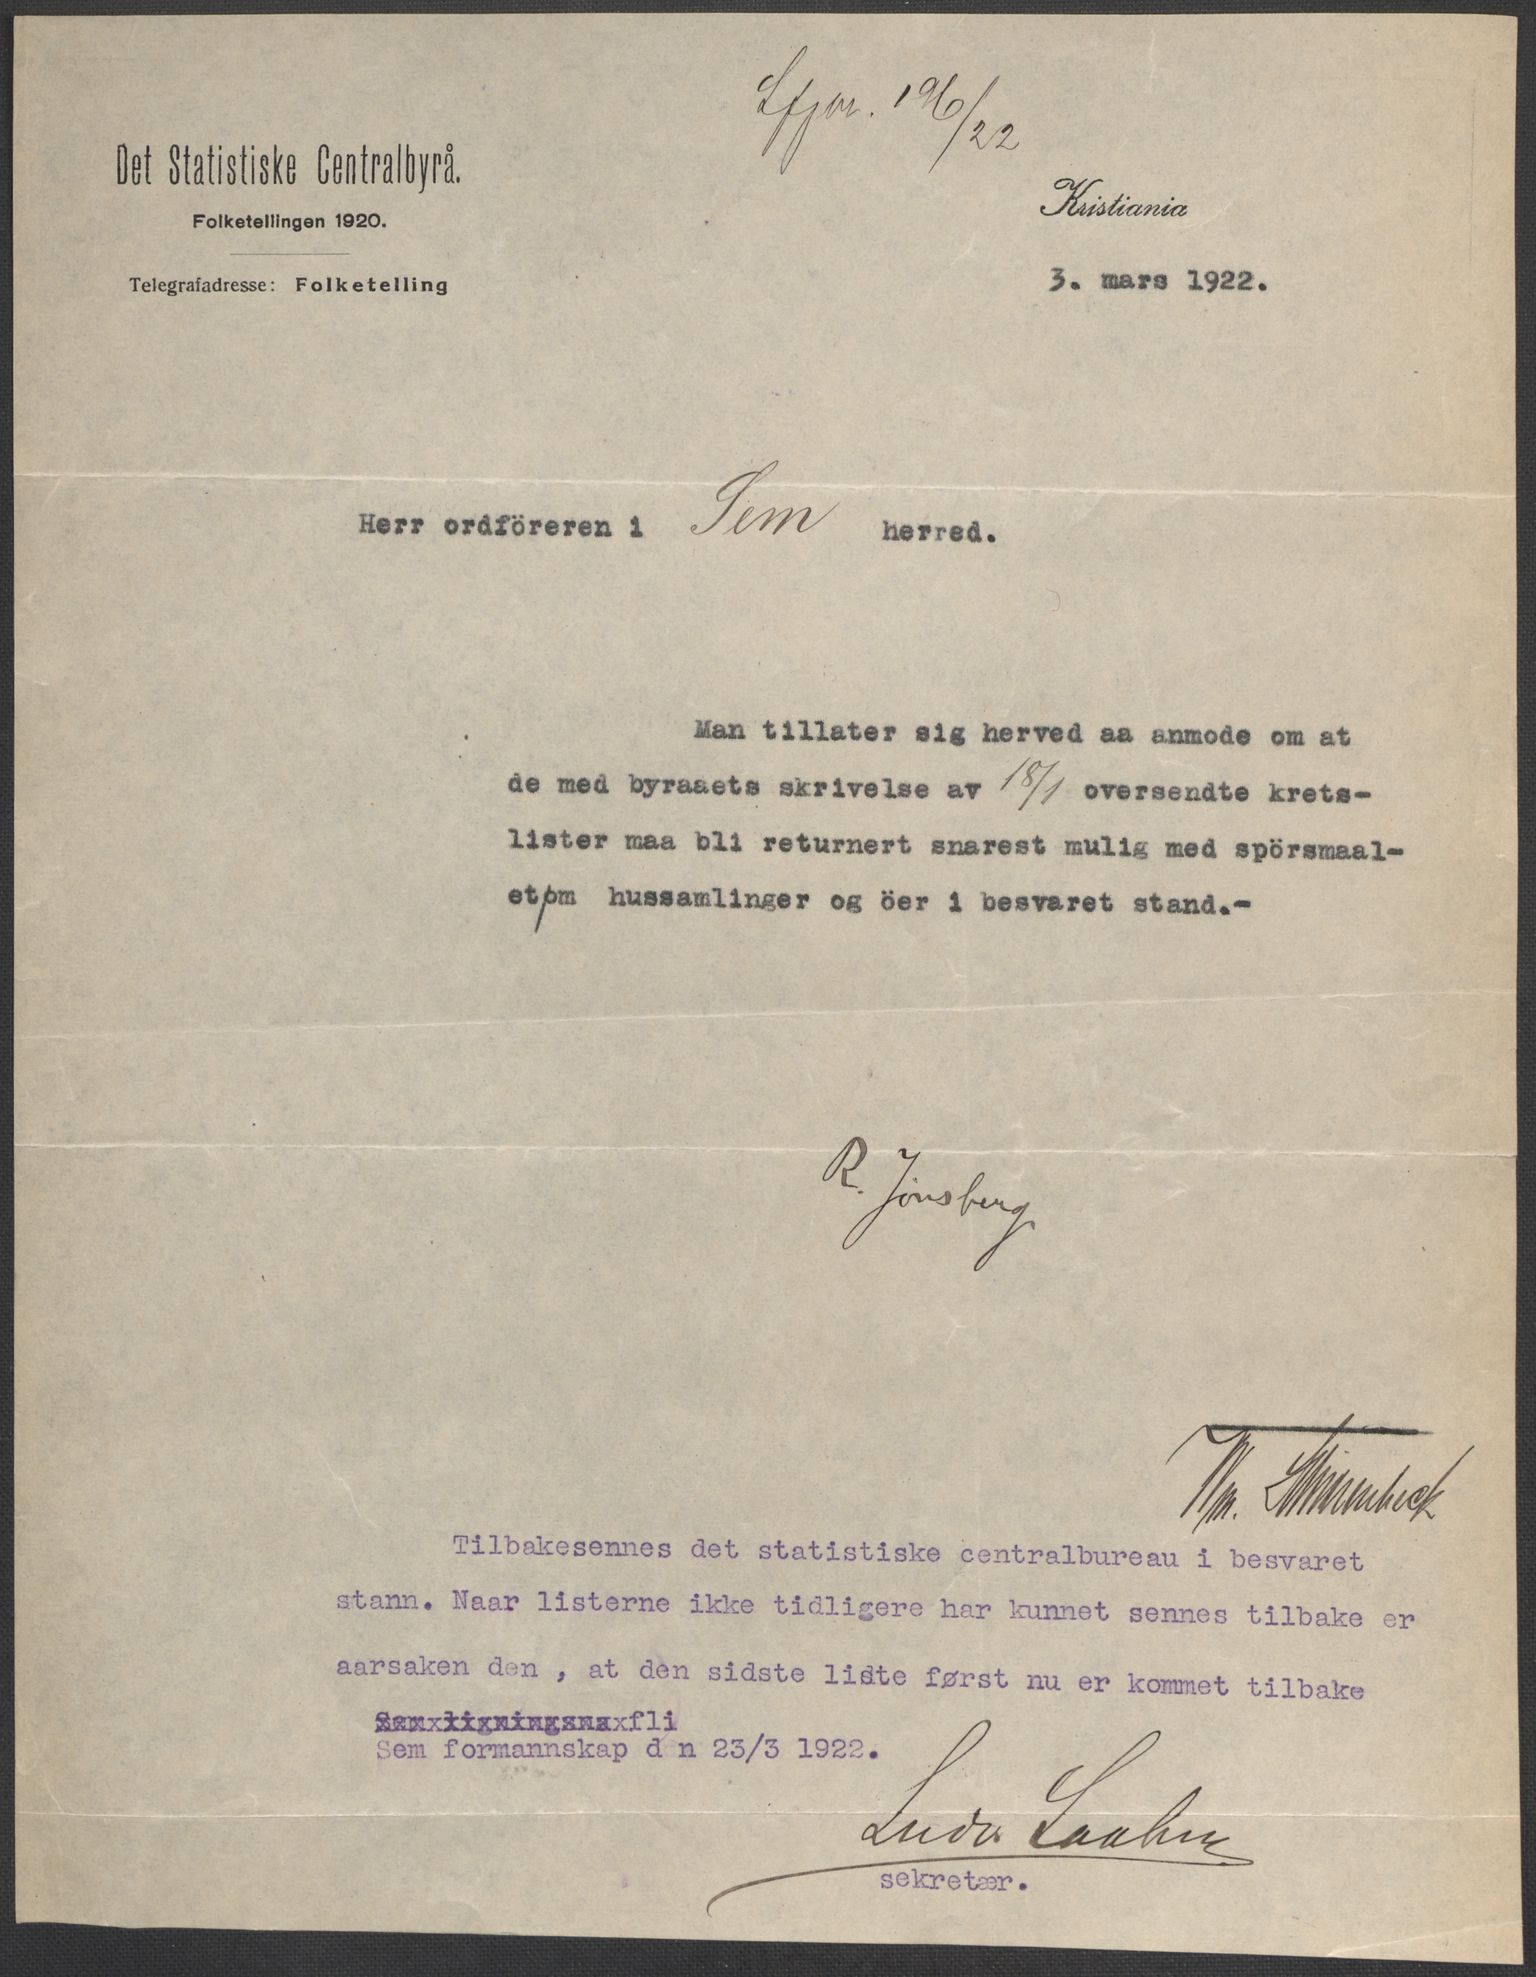 196/22
Det Statistiske Centralbyrå.
Folketellingen 1920.
Telegrafadresse: Folketelling
Kristiania
3. mars 1922.
Herr ordföreren i Sem herred.
Man tillater sig herved aa anmode om at
de med byraaets skrivelse av 18/1 oversendte krets-
lister maa bli returnert snarest mulig med spörsmaal-
et/om hussamlinger og öer i besvaret stand.-
R. Jönsberg
Tilbakesennes det statistiske centralbureau i besvaret
stann. Naar listerne ikke tidligere har kunnet sennes tilbake er
aarsaken den , at den sidste liste først nu er kommet tilbake
Sem formannskap den 23/3 1922.
sekretær.